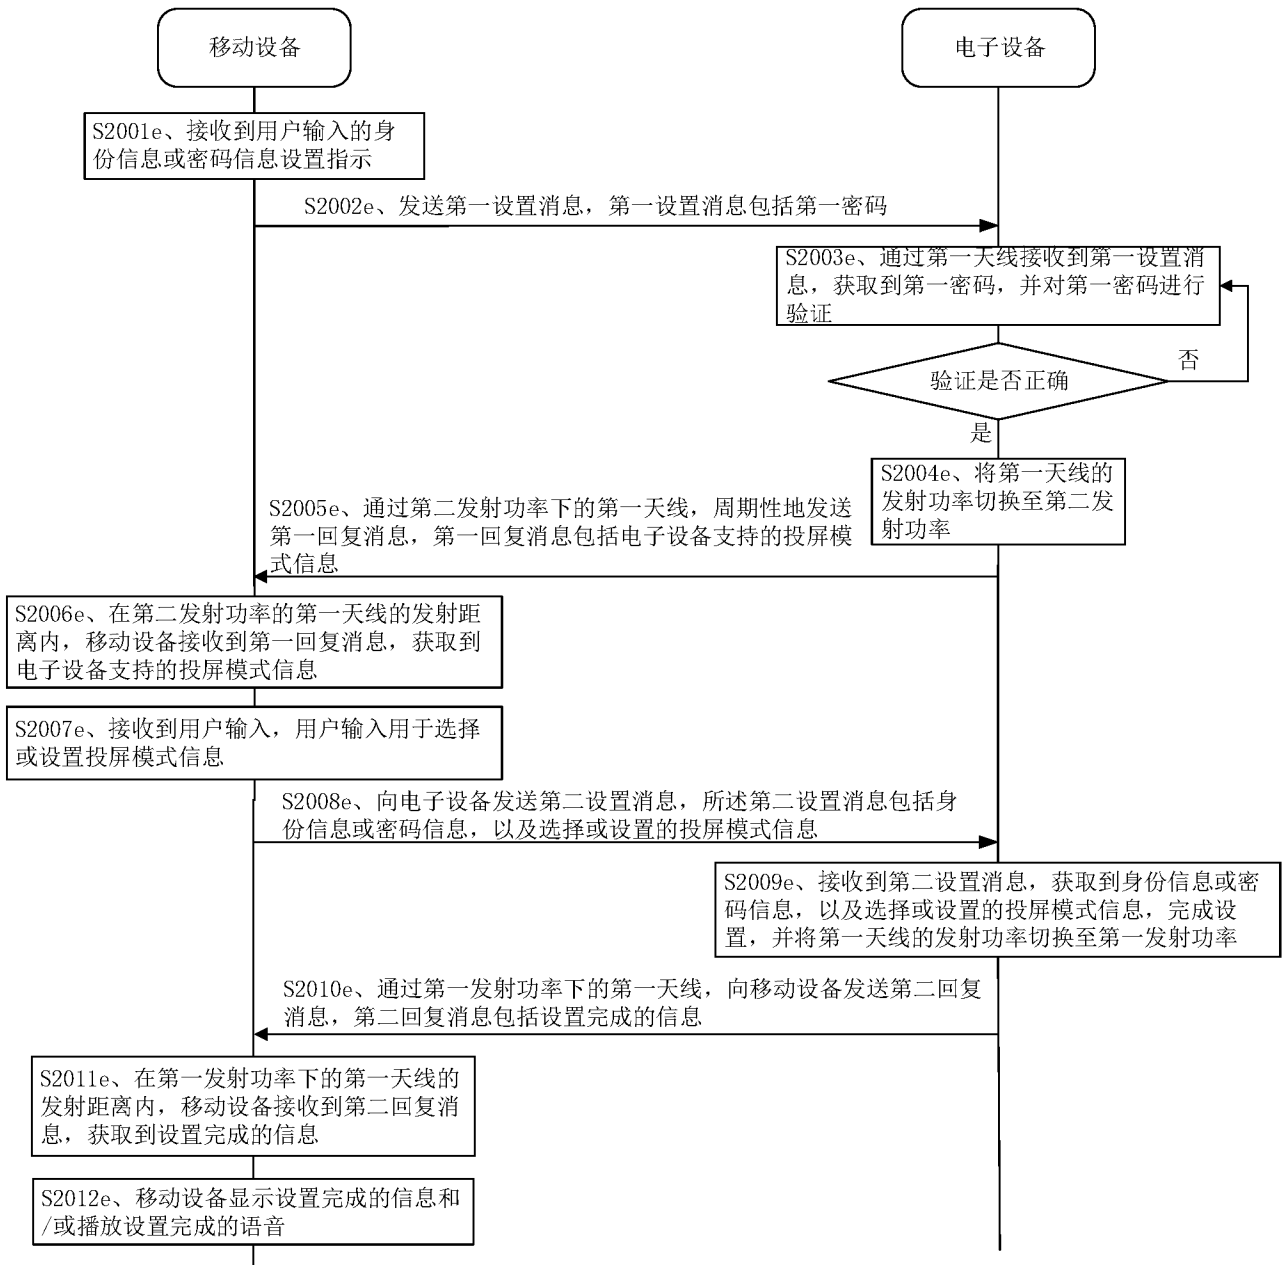 移动设备
电子设备
S2001e、接收到用户输入的身
份信息或密码信息设置指示
S2002e、发送第一设置消息，第一设置消息包括第一密码
S2003e、通过第一天线接收到第一设置消
息，获取到第一密码，并对第一密码进行
验证
否
验证是否正确
是
S2004e、将第一天线的
发射功率切换至第二发
射功率
S2005e、通过第二发射功率下的第一天线，周期性地发送
第一回复消息，第一回复消息包括电子设备支持的投屏模
式信息
S2006e、在第二发射功率的第一天线的发射距
离内，移动设备接收到第一回复消息，获取到
电子设备支持的投屏模式信息
S2007e、接收到用户输入，用户输入用于选择
或设置投屏模式信息
S2008e、向电子设备发送第二设置消息，所述第二设置消息包括身
份信息或密码信息，以及选择或设置的投屏模式信息
S2009e、接收到第二设置消息，获取到身份信息或密
码信息，以及选择或设置的投屏模式信息，完成设
置，并将第一天线的发射功率切换至第一发射功率
S2010e、通过第一发射功率下的第一天线，向移动设备发送第二回复
消息，第二回复消息包括设置完成的信息
S2011e、在第一发射功率下的第一天线的
发射距离内，移动设备接收到第二回复消
息，获取到设置完成的信息
S2012e、移动设备显示设置完成的信息和
/或播放设置完成的语音